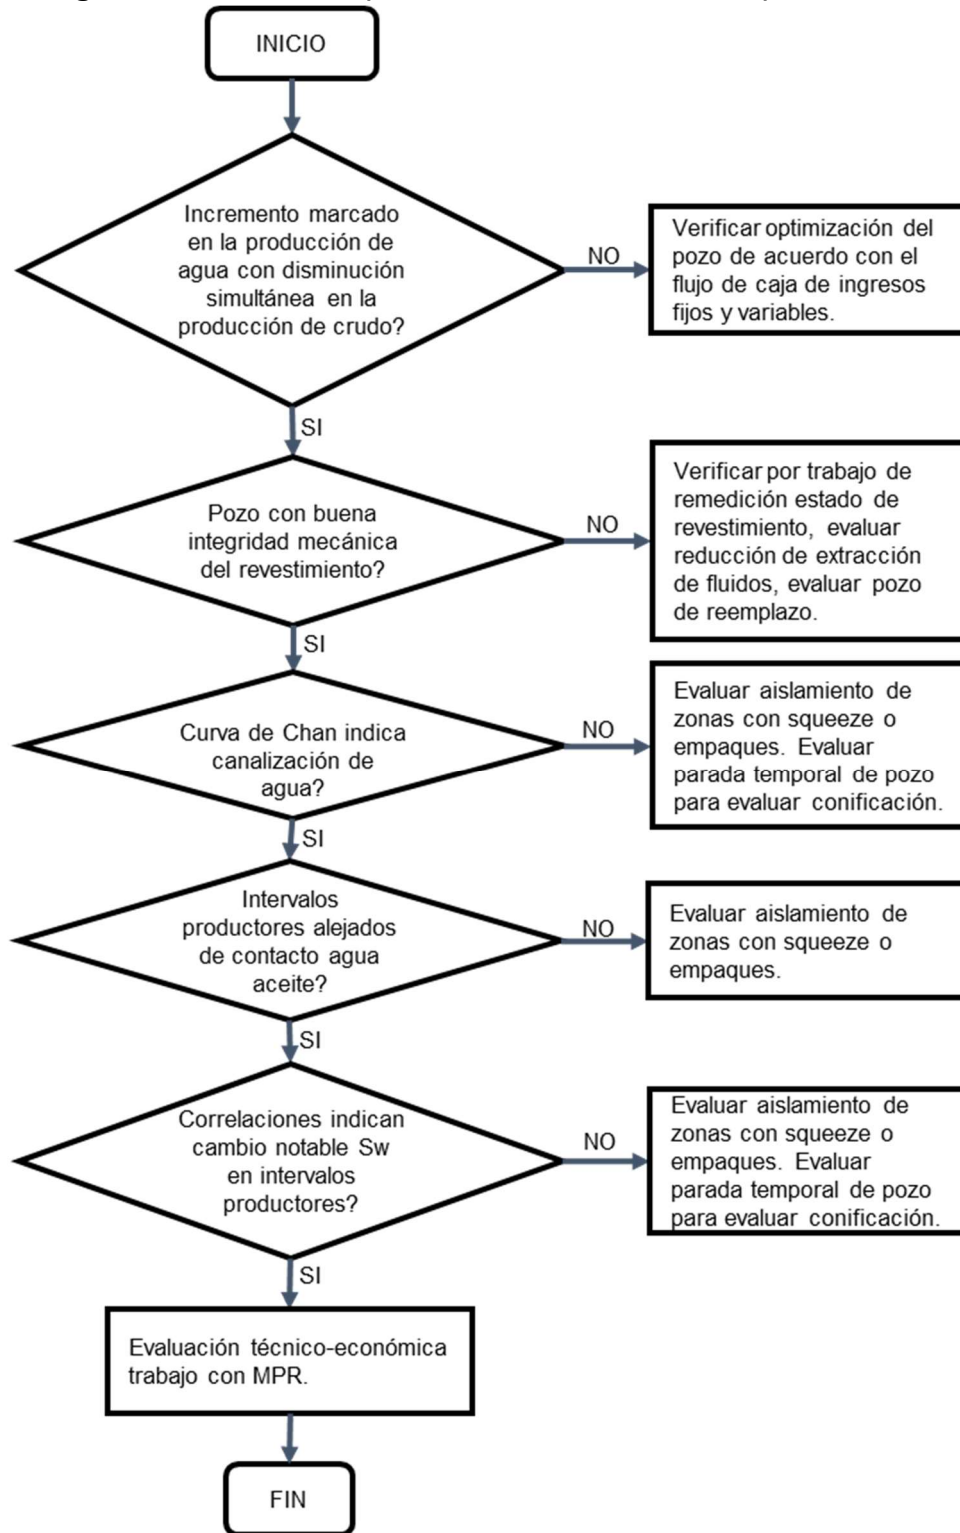 INICIO
Incremento marcado
en la producción de
agua con disminución
simultánea en la
producción de crudo?
NO
Verificar optimización del
pozo de acuerdo con el
flujo de caja de ingresos
fijos y variables.
SI
Pozo con buena
integridad mecánica
del revestimiento?
NO
Verificar por trabajo de
remedición estado de
revestimiento, evaluar
reducción de extracción
de fluidos, evaluar pozo
de reemplazo.
SI
Curva de Chan indica
canalización de
agua?
NO
Evaluar aislamiento de
zonas con squeeze o
empaques. Evaluar
parada temporal de pozo
para evaluar conificación.
SI
Intervalos
productores alejados
de contacto agua
aceite?
NO
Evaluar aislamiento de
zonas con squeeze o
empaques.
SI
Correlaciones indican
cambio notable Sw
en intervalos
productores?
NO
Evaluar aislamiento de
zonas con squeeze o
empaques. Evaluar
parada temporal de pozo
para evaluar conificación.
SI
Evaluación técnico-económica
trabajo con MPR.
FIN